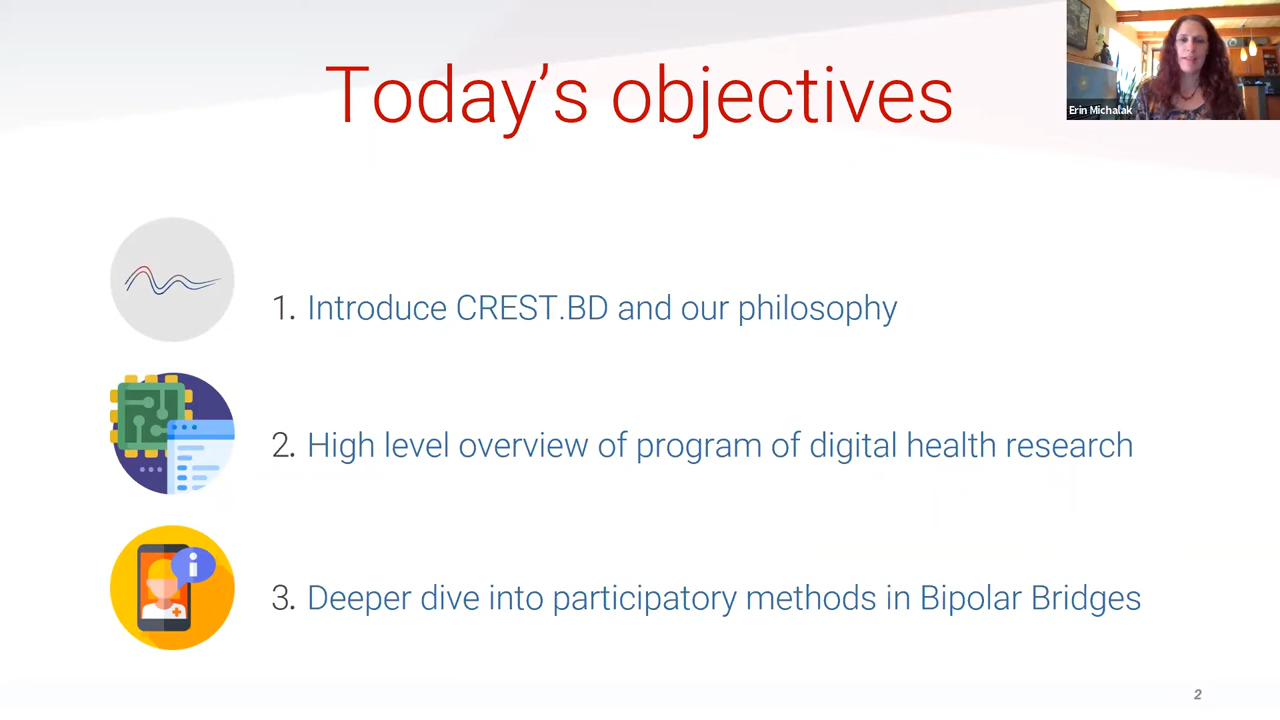 Today's objectives
Erin Michalak
1. Introduce CREST.BD and our philosophy
2. High level overview of program of digital health research
i
3. Deeper dive into participatory methods in Bipolar Bridges
2